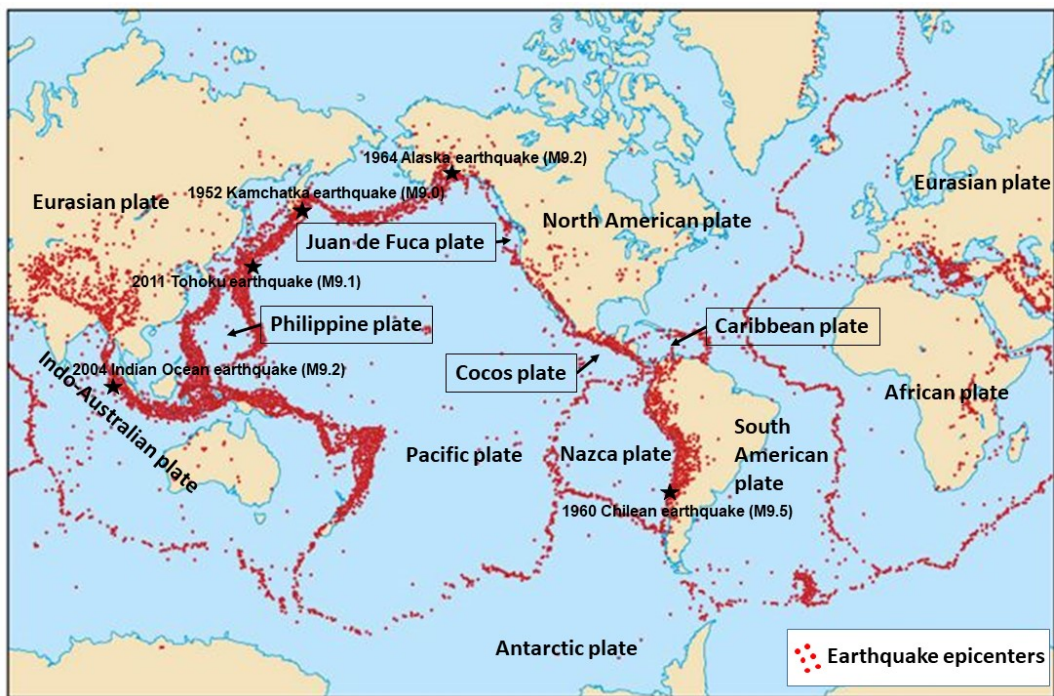 1964 Alaska earthquake (M9.2)
Eurasian plate
1952 Kamchatka earthquake (M9.0)
Eurasian plate
North American plate
Juan de Fuca plate
2011 Tohoku earthquake (M9.1)
Philippine plate
Caribbean plate
2004 Indian Ocean earthquake (M9.2)
Cocos plate
African plate
Indo-Australian plate
Pacific plate
Nazca plate
South
American
plate
1960 Chilean earthquake (M9.5)
Antarctic plate
Earthquake epicenters